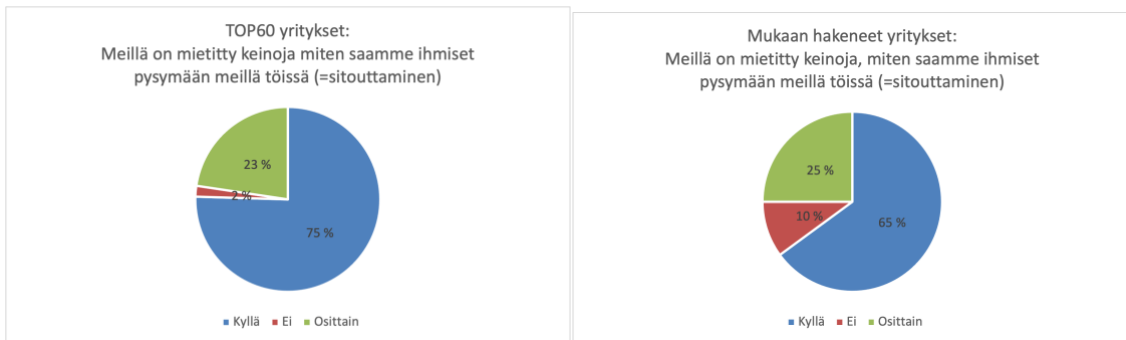 TOP60 yritykset:
Meillä on mietitty keinoja miten saamme ihmiset
pysymään meillä töissä (=sitouttaminen)
23 %
2 %
75 %
Kyllä Ei Osittain
Mukaan hakeneet yritykset:
Meillä on mietitty keinoja, miten saamme ihmiset
pysymään meillä töissä (=sitouttaminen)
25 %
10 %
65 %
Kyllä Ei Osittain